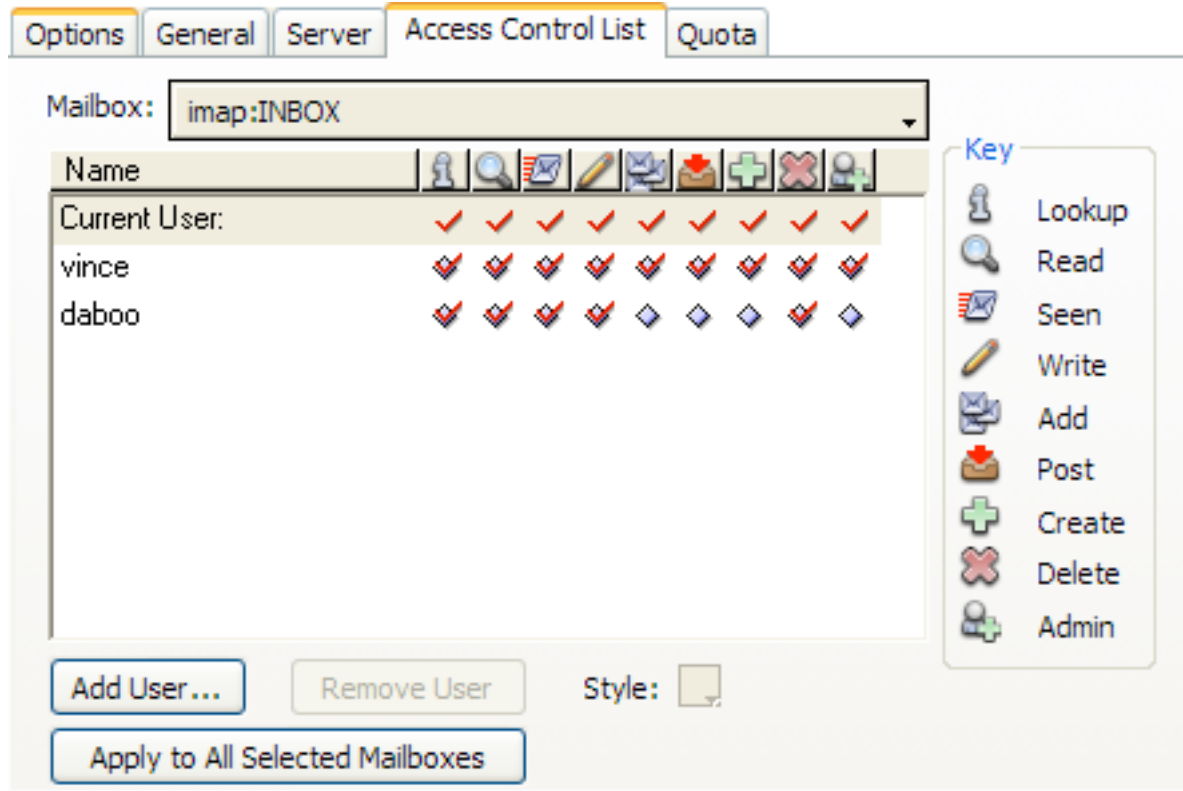 Options General Server Access Control List Quota
Mailbox: imap:INBOX
Name
Current User:
vince
daboo
Key
Lookup
Read
Seen
Write
Add
Post
Create
Delete
Admin
Add User... Remove User Style:
Apply to All Selected Mailboxes